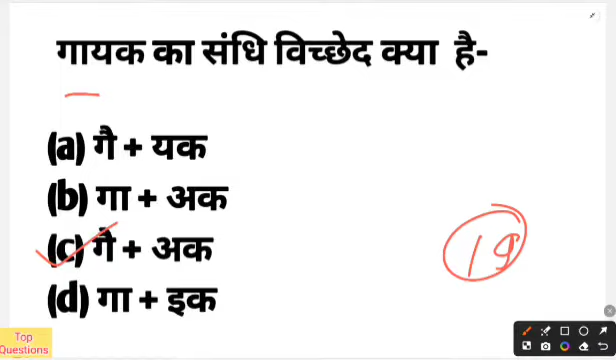 गायक का संधि विच्छेद क्या है-
(a) गै + यक
(b) गा + अक
(c) गै + अक
(d) गा + इक
19
Top
Questions